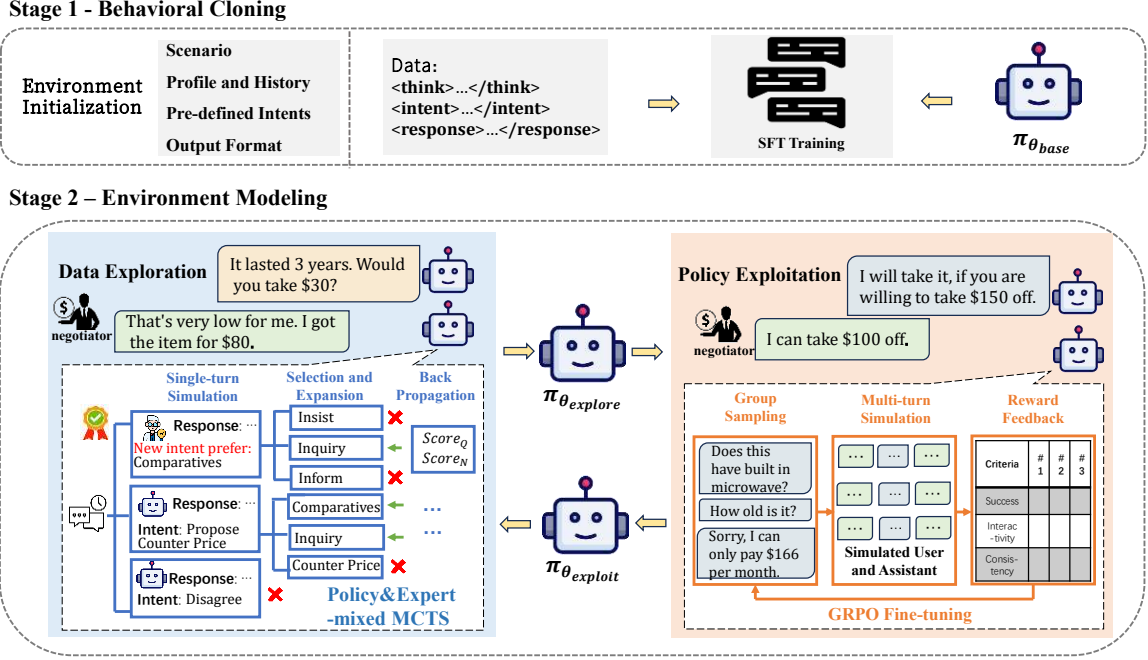 Stage 1 - Behavioral Cloning
Environment
Initialization
Scenario
Profile and History
Pre-defined Intents
Output Format
Data:
<think>...</think>
<intent>...</intent>
<response>...</response>
SFT Training
πθbase
Stage 2 – Environment Modeling
Data Exploration
It lasted 3 years. Would
you take $30?
negotiator
That's very low for me. I got
the item for $80.
Single-turn
Simulation
Selection and
Expansion
Back
Propagation
Response: ...
New intent prefer:
Comparatives
Insist
Inquiry
Inform
ScoreQ
ScoreN
Response: ...
Intent: Propose
Counter Price
Comparatives
...
Inquiry
...
Counter Price
Response: ...
Intent: Disagree
Policy&Expert
-mixed MCTS
πθexplore
πθexploit
Policy Exploitation
I will take it, if you are
willing to take $150 off.
negotiator
I can take $100 off.
Group
Sampling
Multi-turn
Simulation
Reward
Feedback
Does this
have built in
microwave?
How old is it?
Sorry, I can
only pay $166
per month.
... ... ...
... ... ...
... ... ...
Simulated User
and Assistant
Criteria
# 1
# 2
# 3
Success
Interac
-tivity
Consis-
tency
GRPO Fine-tuning